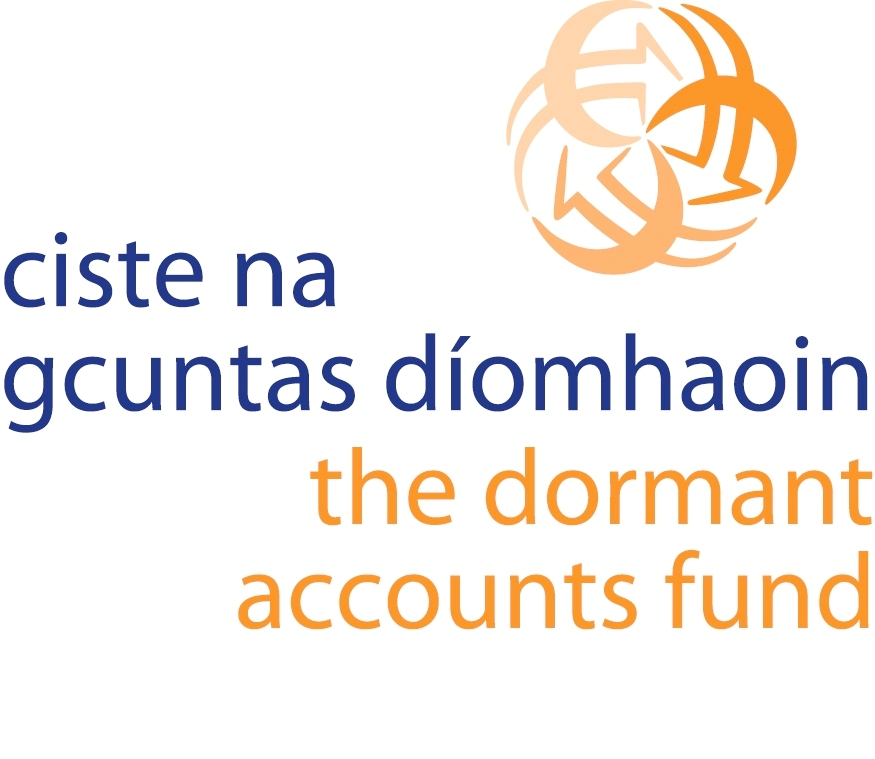 ciste na
gcuntas díomhaoin
the dormant
accounts fund